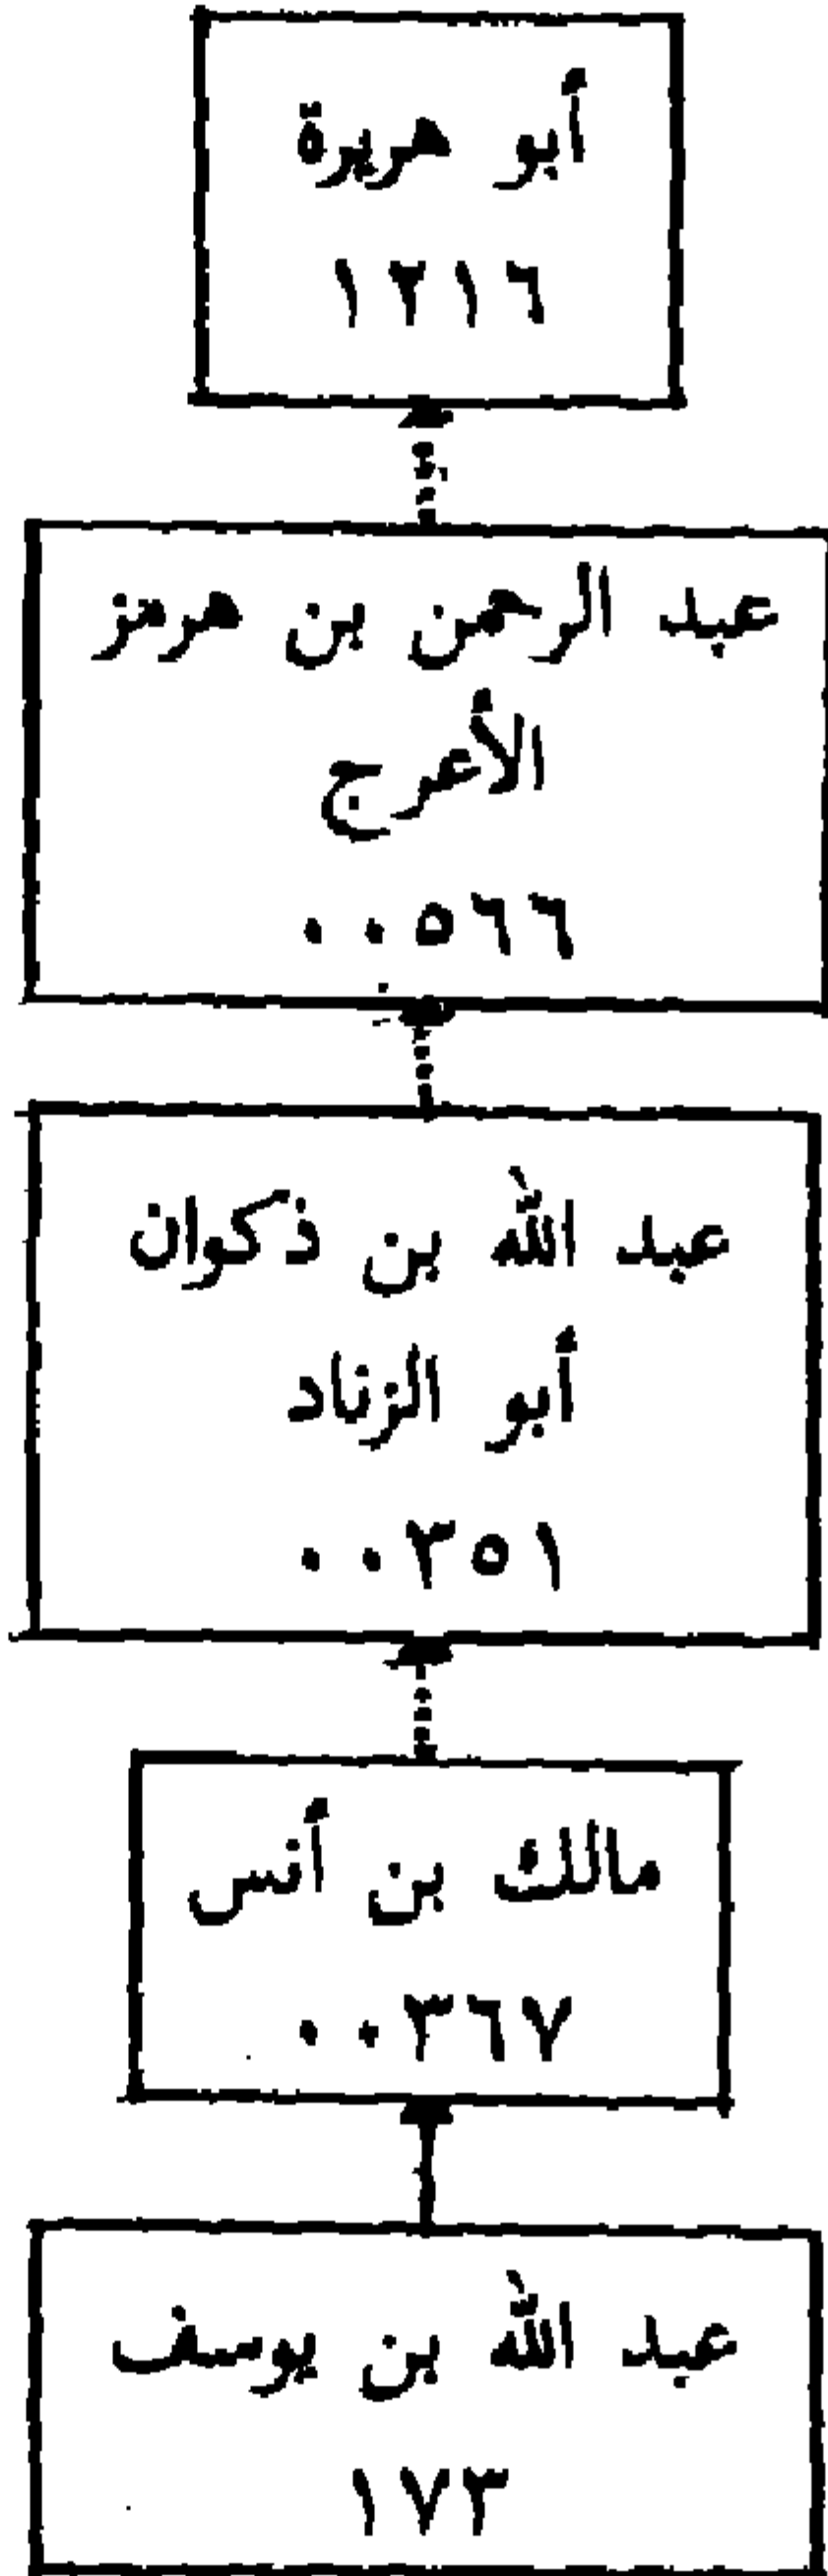 أبو هريرة
١٢١٦
عبد الرحمن بن هرمز
الأعرج
٠٠٥٦٦
عبد الله بن ذكوان
أبو الزناد
٠٠٣٥١
مالك بن أنس
٠٠٣٦٧
عبد الله بن يوسف
١٧٣